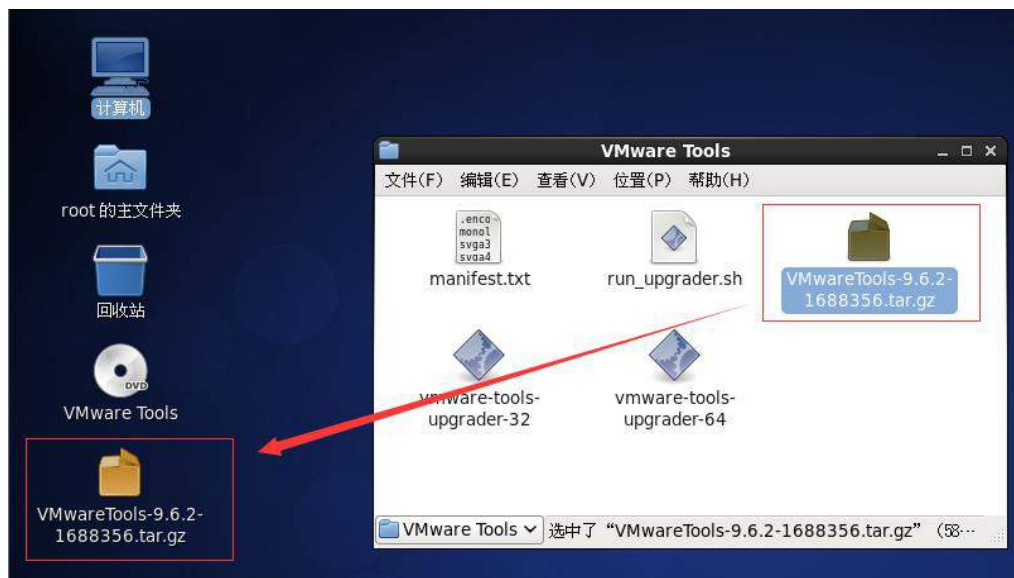 计算机
root 的主文件夹
回收站
DVD
VMware Tools
VMwareTools-9.6.2-
1688356.tar.gz
VMware Tools
文件(F) 编辑(E) 查看(V) 位置(P) 帮助(H)
.enco
monol
svga3
svga4
manifest.txt
run_upgrader.sh
VMwareTools-9.6.2-
1688356.tar.gz
vmware-tools-
upgrader-32
vmware-tools-
upgrader-64
VMware Tools 选中了 “VMwareTools-9.6.2-1688356.tar.gz” (58…